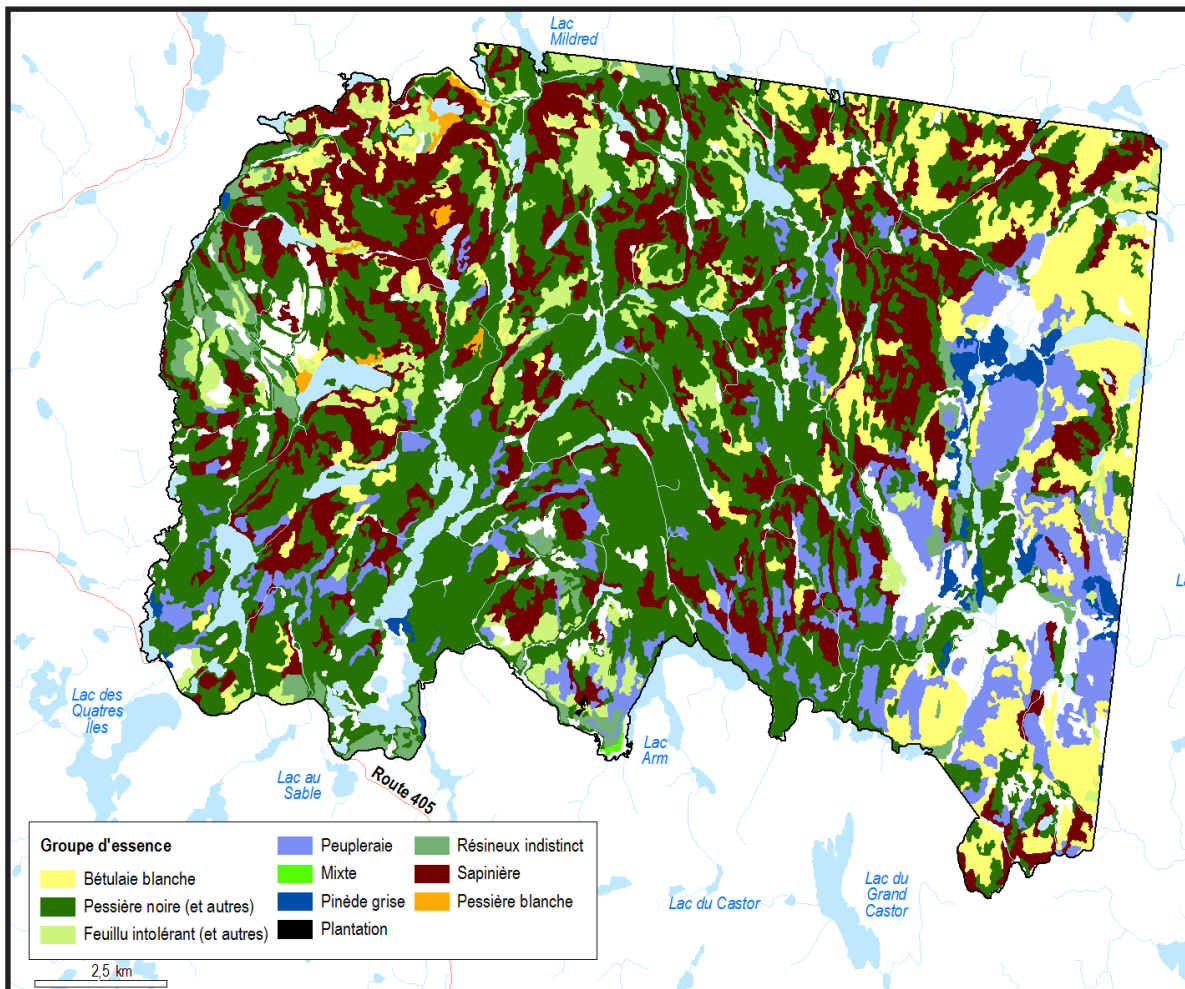 Lac
Mildred
Lac des
Quatres
Îles
Lac au
Sable
Route 405
Lac
Arm
Lac du Castor
Lac du
Grand
Castor
Groupe d'essence
Bétulaie blanche
Pessière noire (et autres)
Feuillu intolérant (et autres)
Peupleraie
Mixte
Pinède grise
Plantation
Résineux indistinct
Sapinière
Pessière blanche
2,5 km